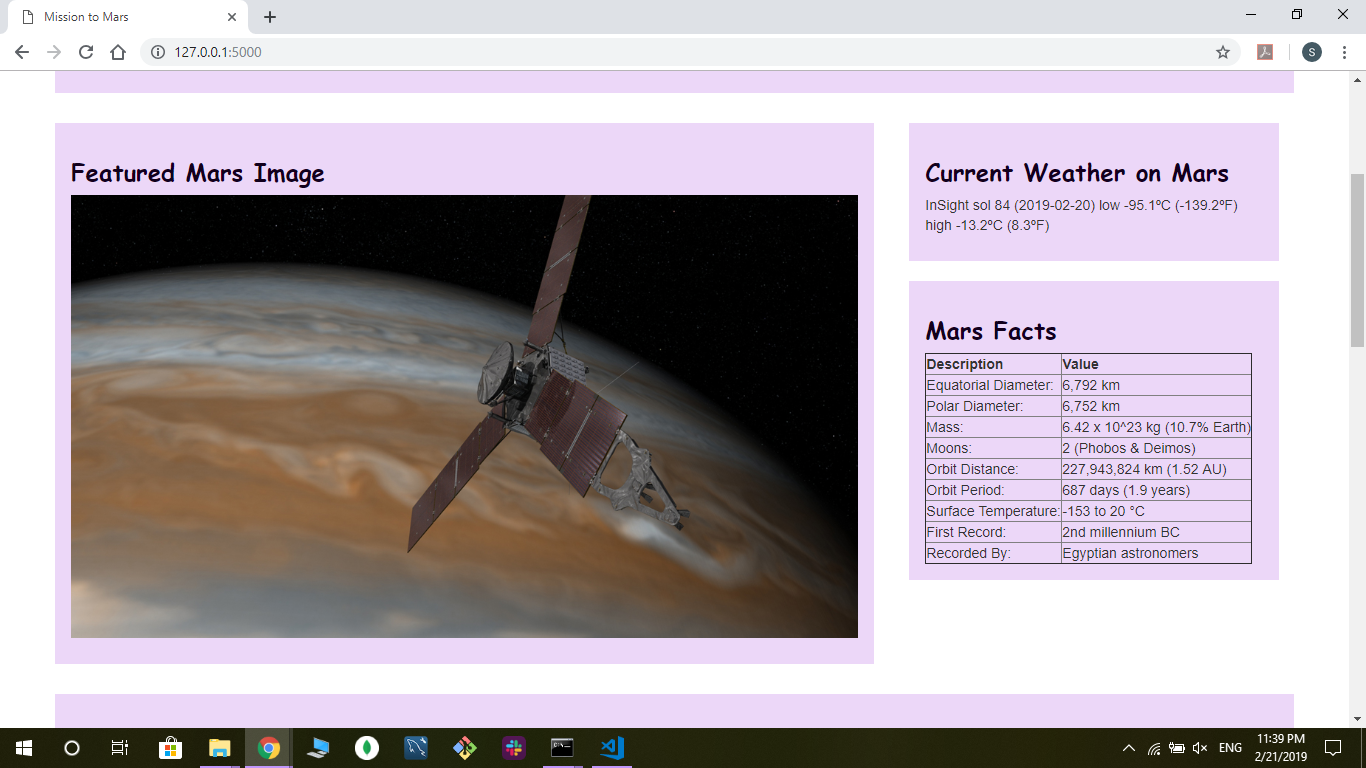 Mission to Mars
127.0.0.1:5000
S
Featured Mars Image
Current Weather on Mars
InSight sol 84 (2019-02-20) low -95.1ºC (-139.2ºF)
high -13.2ºC (8.3ºF)
Mars Facts
Description Value
Equatorial Diameter: 6,792 km
Polar Diameter: 6,752 km
Mass: 6.42 x 10^23 kg (10.7% Earth)
Moons: 2 (Phobos & Deimos)
Orbit Distance: 227,943,824 km (1.52 AU)
Orbit Period: 687 days (1.9 years)
Surface Temperature: -153 to 20 °C
First Record: 2nd millennium BC
Recorded By: Egyptian astronomers
ENG
11:39 PM
2/21/2019